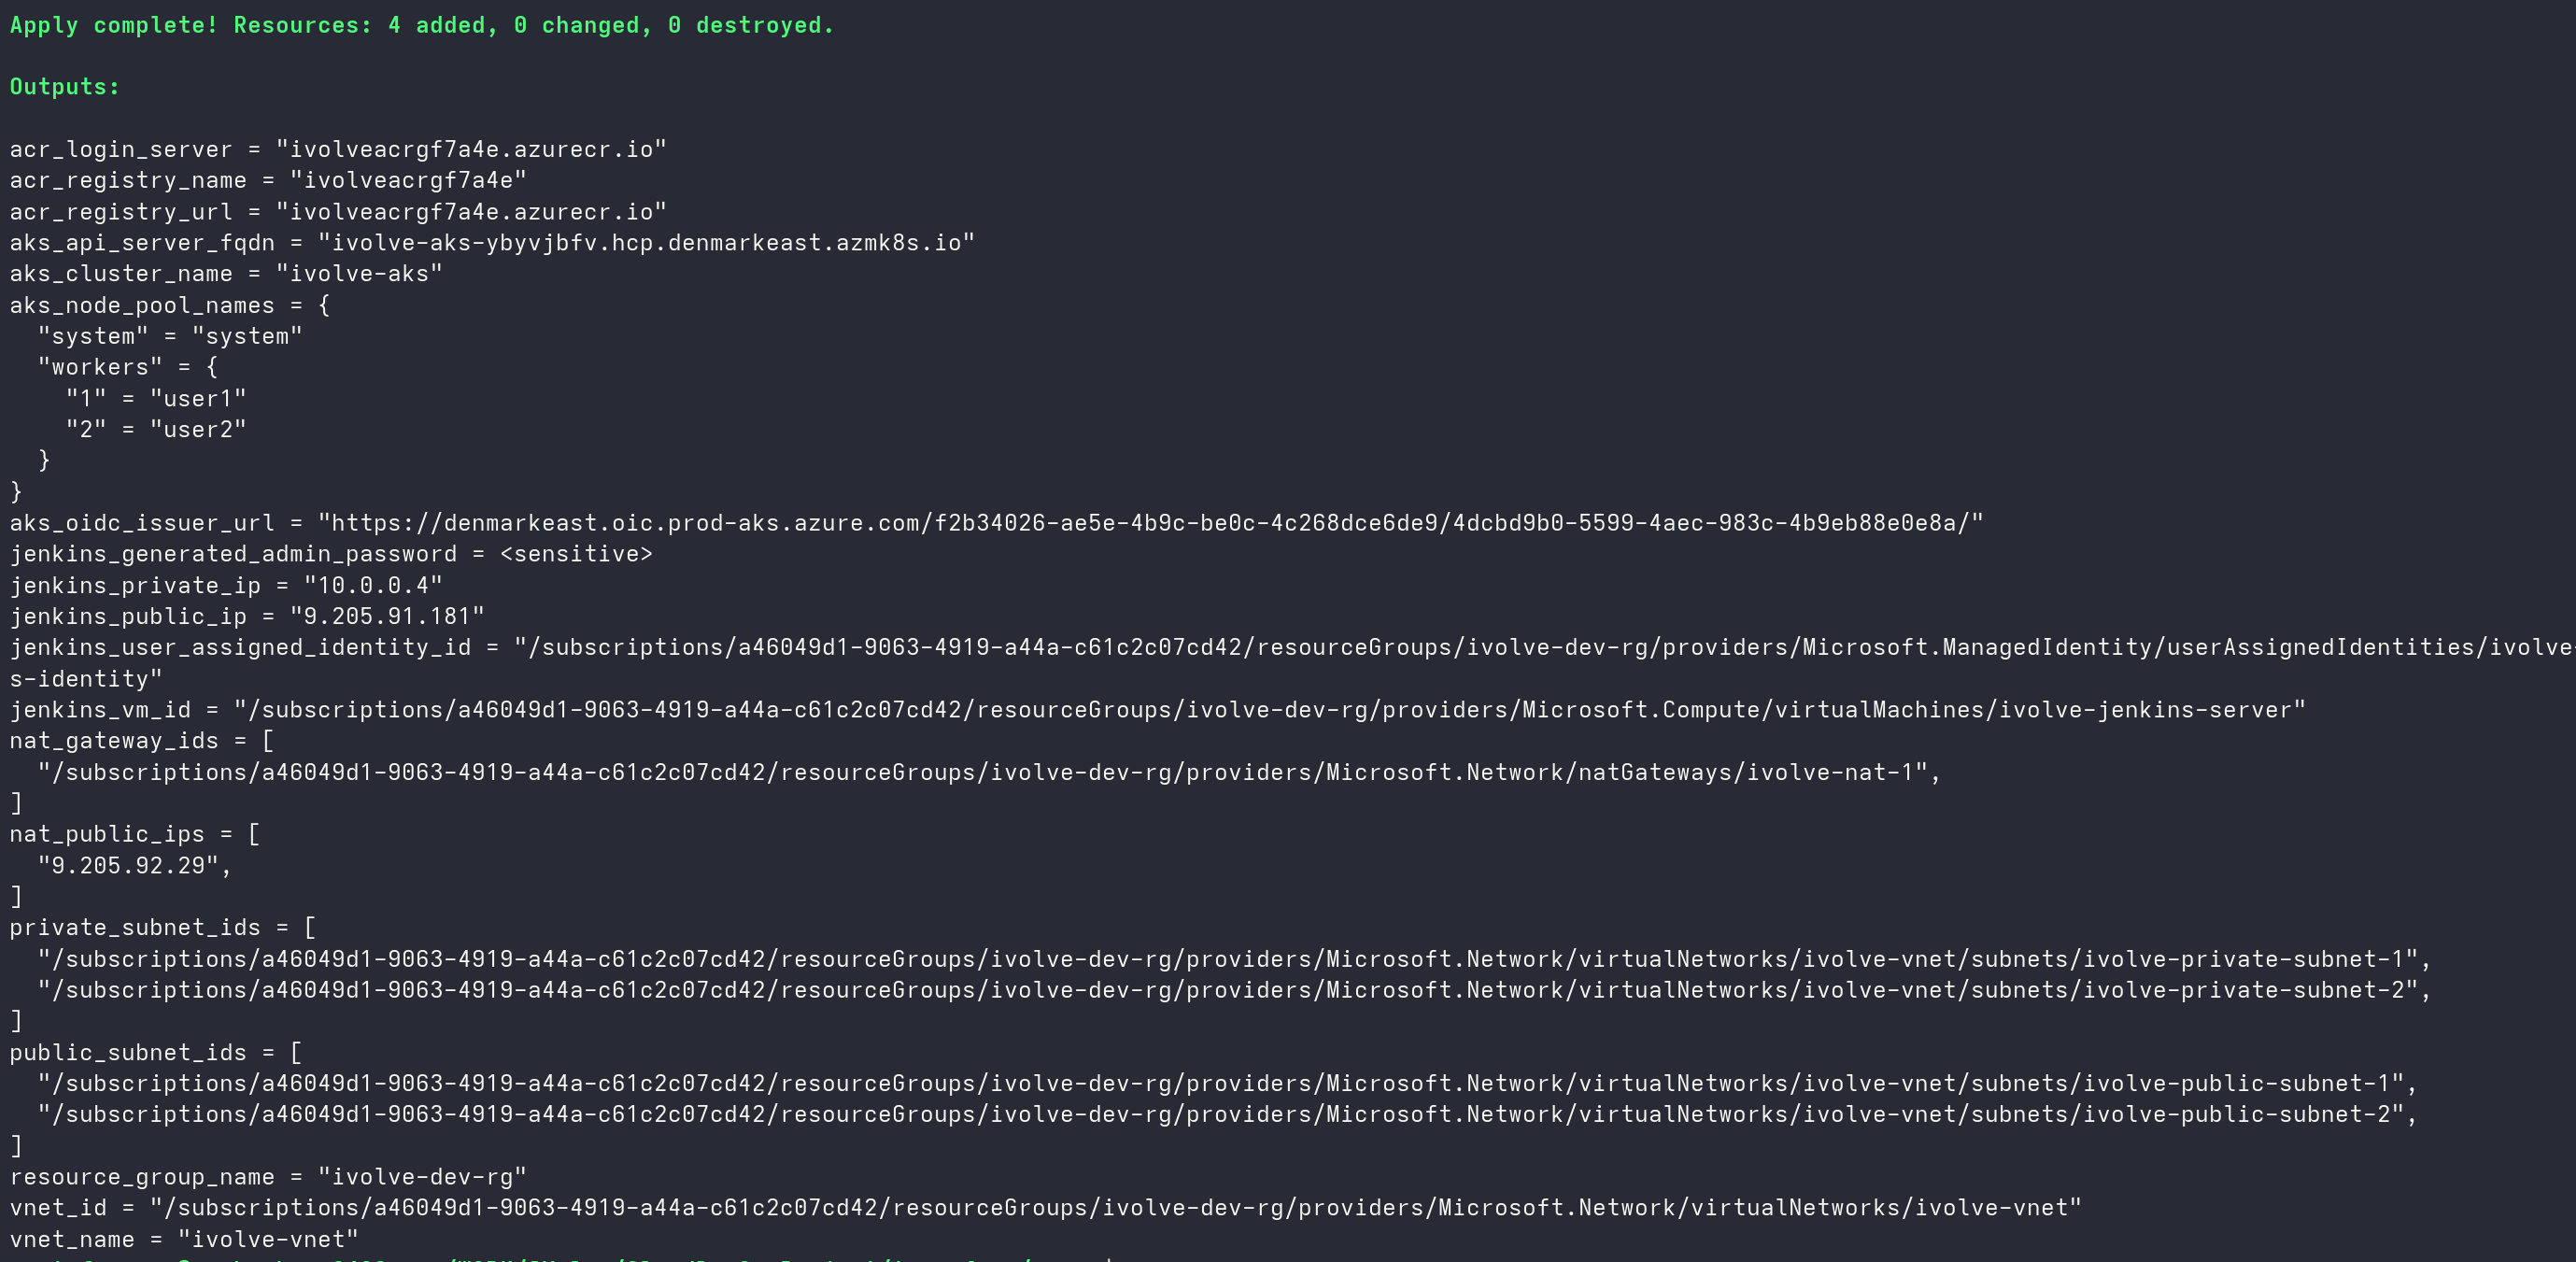 Apply complete! Resources: 4 added, 0 changed, 0 destroyed.
Outputs:
acr_login_server = "ivolveacrgf7a4e.azurecr.io"
acr_registry_name = "ivolveacrgf7a4e"
acr_registry_url = "ivolveacrgf7a4e.azurecr.io"
aks_api_server_fqdn = "ivolve-aks-ybyvjbfv.hcp.denmarkeast.azmk8s.io"
aks_cluster_name = "ivolve-aks"
aks_node_pool_names = {
  "system" = "system"
  "workers" = {
    "1" = "user1"
    "2" = "user2"
  }
}
aks_oidc_issuer_url = "https://denmarkeast.oic.prod-aks.azure.com/f2b34026-ae5e-4b9c-be0c-4c268dce6de9/4dcbd9b0-5599-4aec-983c-4b9eb88e0e8a/"
jenkins_generated_admin_password = <sensitive>
jenkins_private_ip = "10.0.0.4"
jenkins_public_ip = "9.205.91.181"
jenkins_user_assigned_identity_id = "/subscriptions/a46049d1-9063-4919-a44a-c61c2c07cd42/resourceGroups/ivolve-dev-rg/providers/Microsoft.ManagedIdentity/userAssignedIdentities/ivolve-
s-identity"
jenkins_vm_id = "/subscriptions/a46049d1-9063-4919-a44a-c61c2c07cd42/resourceGroups/ivolve-dev-rg/providers/Microsoft.Compute/virtualMachines/ivolve-jenkins-server"
nat_gateway_ids = [
  "/subscriptions/a46049d1-9063-4919-a44a-c61c2c07cd42/resourceGroups/ivolve-dev-rg/providers/Microsoft.Network/natGateways/ivolve-nat-1",
]
nat_public_ips = [
  "9.205.92.29",
]
private_subnet_ids = [
  "/subscriptions/a46049d1-9063-4919-a44a-c61c2c07cd42/resourceGroups/ivolve-dev-rg/providers/Microsoft.Network/virtualNetworks/ivolve-vnet/subnets/ivolve-private-subnet-1",
  "/subscriptions/a46049d1-9063-4919-a44a-c61c2c07cd42/resourceGroups/ivolve-dev-rg/providers/Microsoft.Network/virtualNetworks/ivolve-vnet/subnets/ivolve-private-subnet-2",
]
public_subnet_ids = [
  "/subscriptions/a46049d1-9063-4919-a44a-c61c2c07cd42/resourceGroups/ivolve-dev-rg/providers/Microsoft.Network/virtualNetworks/ivolve-vnet/subnets/ivolve-public-subnet-1",
  "/subscriptions/a46049d1-9063-4919-a44a-c61c2c07cd42/resourceGroups/ivolve-dev-rg/providers/Microsoft.Network/virtualNetworks/ivolve-vnet/subnets/ivolve-public-subnet-2",
]
resource_group_name = "ivolve-dev-rg"
vnet_id = "/subscriptions/a46049d1-9063-4919-a44a-c61c2c07cd42/resourceGroups/ivolve-dev-rg/providers/Microsoft.Network/virtualNetworks/ivolve-vnet"
vnet_name = "ivolve-vnet"